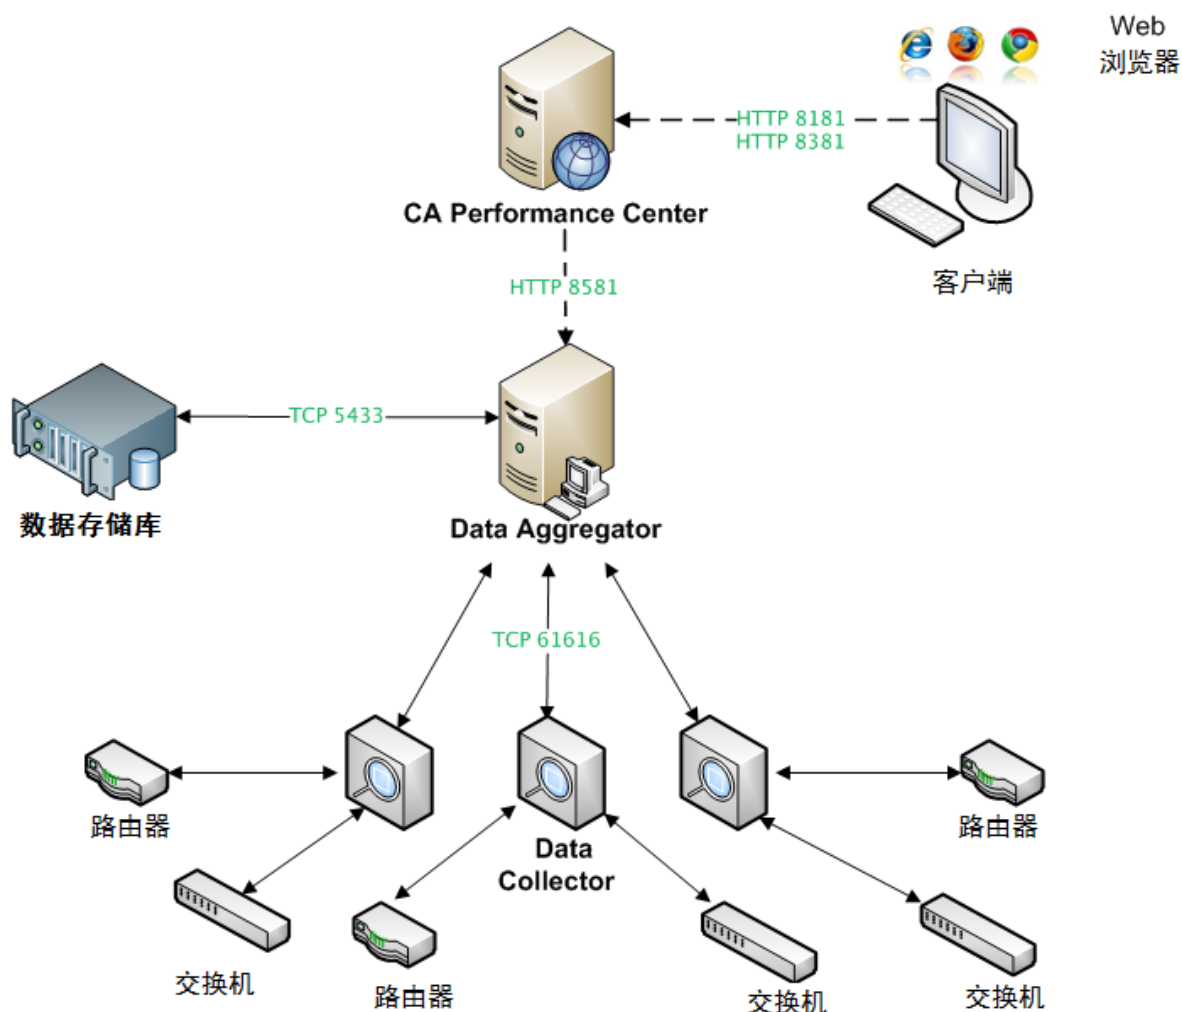 Web
浏览器
HTTP 8181
HTTP 8381
CA Performance Center
客户端
HTTP 8581
TCP 5433
数据存储库
Data Aggregator
TCP 61616
路由器
路由器
Data
Collector
交换机
路由器
交换机
交换机